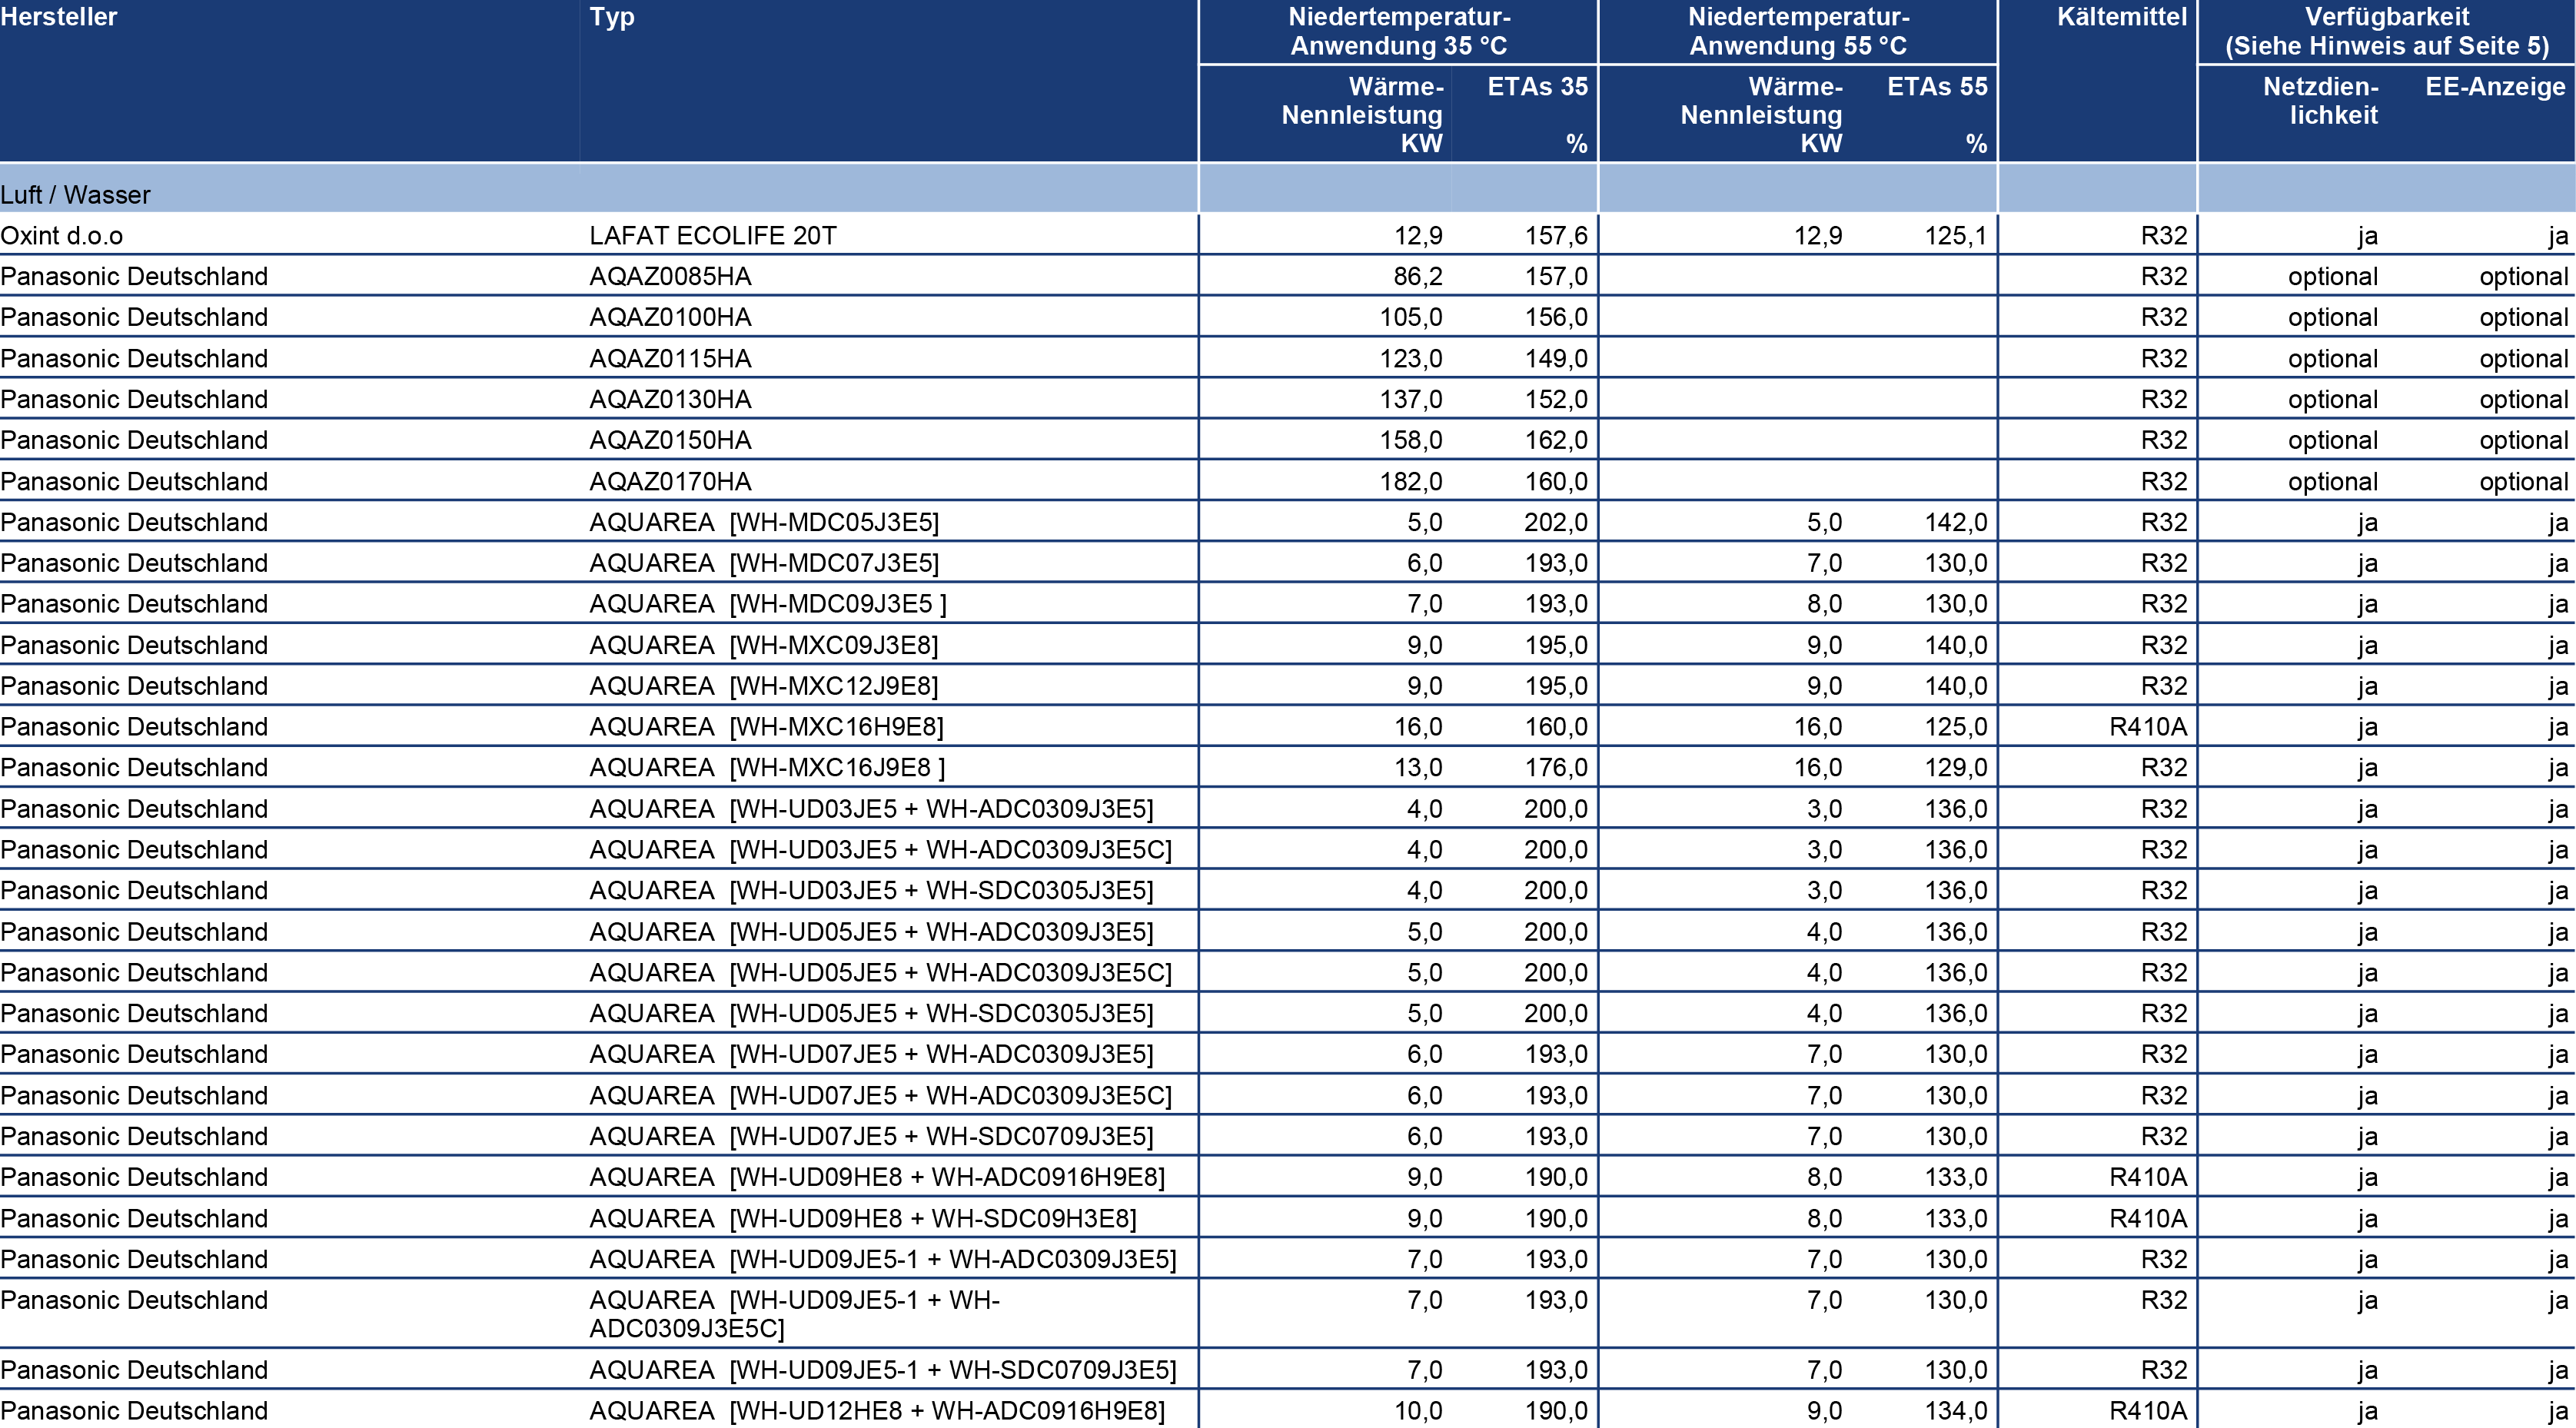 Hersteller Typ Niedertemperatur- Niedertemperatur- Kältemittel Verfügbarkeit
Anwendung 35 °C Anwendung 55 °C (Siehe Hinweis auf Seite 5)
Wärme- ETAs 35 Wärme- ETAs 55 Netzdien- EE-Anzeige
Nennleistung Nennleistung lichkeit
KW % KW %
Luft / Wasser
Oxint d.o.o LAFAT ECOLIFE 20T 12,9 157,6 12,9 125,1 R32 ja ja
Panasonic Deutschland AQAZ0085HA 86,2 157,0 R32 optional optional
Panasonic Deutschland AQAZ0100HA 105,0 156,0 R32 optional optional
Panasonic Deutschland AQAZ0115HA 123,0 149,0 R32 optional optional
Panasonic Deutschland AQAZ0130HA 137,0 152,0 R32 optional optional
Panasonic Deutschland AQAZ0150HA 158,0 162,0 R32 optional optional
Panasonic Deutschland AQAZ0170HA 182,0 160,0 R32 optional optional
Panasonic Deutschland AQUAREA [WH-MDC05J3E5] 5,0 202,0 5,0 142,0 R32 ja ja
Panasonic Deutschland AQUAREA [WH-MDC07J3E5] 6,0 193,0 7,0 130,0 R32 ja ja
Panasonic Deutschland AQUAREA [WH-MDC09J3E5 ] 7,0 193,0 8,0 130,0 R32 ja ja
Panasonic Deutschland AQUAREA [WH-MXC09J3E8] 9,0 195,0 9,0 140,0 R32 ja ja
Panasonic Deutschland AQUAREA [WH-MXC12J9E8] 9,0 195,0 9,0 140,0 R32 ja ja
Panasonic Deutschland AQUAREA [WH-MXC16H9E8] 16,0 160,0 16,0 125,0 R410A ja ja
Panasonic Deutschland AQUAREA [WH-MXC16J9E8 ] 13,0 176,0 16,0 129,0 R32 ja ja
Panasonic Deutschland AQUAREA [WH-UD03JE5 + WH-ADC0309J3E5] 4,0 200,0 3,0 136,0 R32 ja ja
Panasonic Deutschland AQUAREA [WH-UD03JE5 + WH-ADC0309J3E5C] 4,0 200,0 3,0 136,0 R32 ja ja
Panasonic Deutschland AQUAREA [WH-UD03JE5 + WH-SDC0305J3E5] 4,0 200,0 3,0 136,0 R32 ja ja
Panasonic Deutschland AQUAREA [WH-UD05JE5 + WH-ADC0309J3E5] 5,0 200,0 4,0 136,0 R32 ja ja
Panasonic Deutschland AQUAREA [WH-UD05JE5 + WH-ADC0309J3E5C] 5,0 200,0 4,0 136,0 R32 ja ja
Panasonic Deutschland AQUAREA [WH-UD05JE5 + WH-SDC0305J3E5] 5,0 200,0 4,0 136,0 R32 ja ja
Panasonic Deutschland AQUAREA [WH-UD07JE5 + WH-ADC0309J3E5] 6,0 193,0 7,0 130,0 R32 ja ja
Panasonic Deutschland AQUAREA [WH-UD07JE5 + WH-ADC0309J3E5C] 6,0 193,0 7,0 130,0 R32 ja ja
Panasonic Deutschland AQUAREA [WH-UD07JE5 + WH-SDC0709J3E5] 6,0 193,0 7,0 130,0 R32 ja ja
Panasonic Deutschland AQUAREA [WH-UD09HE8 + WH-ADC0916H9E8] 9,0 190,0 8,0 133,0 R410A ja ja
Panasonic Deutschland AQUAREA [WH-UD09HE8 + WH-SDC09H3E8] 9,0 190,0 8,0 133,0 R410A ja ja
Panasonic Deutschland AQUAREA [WH-UD09JE5-1 + WH-ADC0309J3E5] 7,0 193,0 7,0 130,0 R32 ja ja
Panasonic Deutschland AQUAREA [WH-UD09JE5-1 + WH- 7,0 193,0 7,0 130,0 R32 ja ja
ADC0309J3E5C]
Panasonic Deutschland AQUAREA [WH-UD09JE5-1 + WH-SDC0709J3E5] 7,0 193,0 7,0 130,0 R32 ja ja
Panasonic Deutschland AQUAREA [WH-UD12HE8 + WH-ADC0916H9E8] 10,0 190,0 9,0 134,0 R410A ja ja